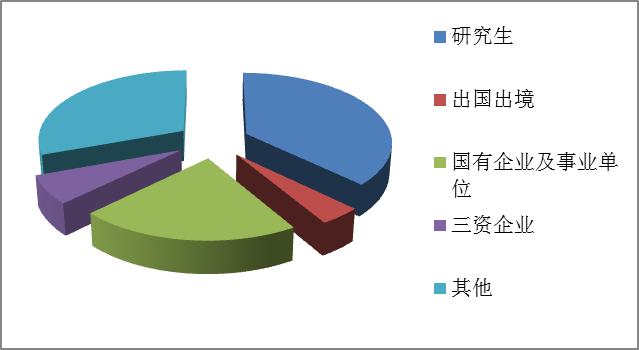 研究生
出国出境
国有企业及事业单
位
三资企业
其他